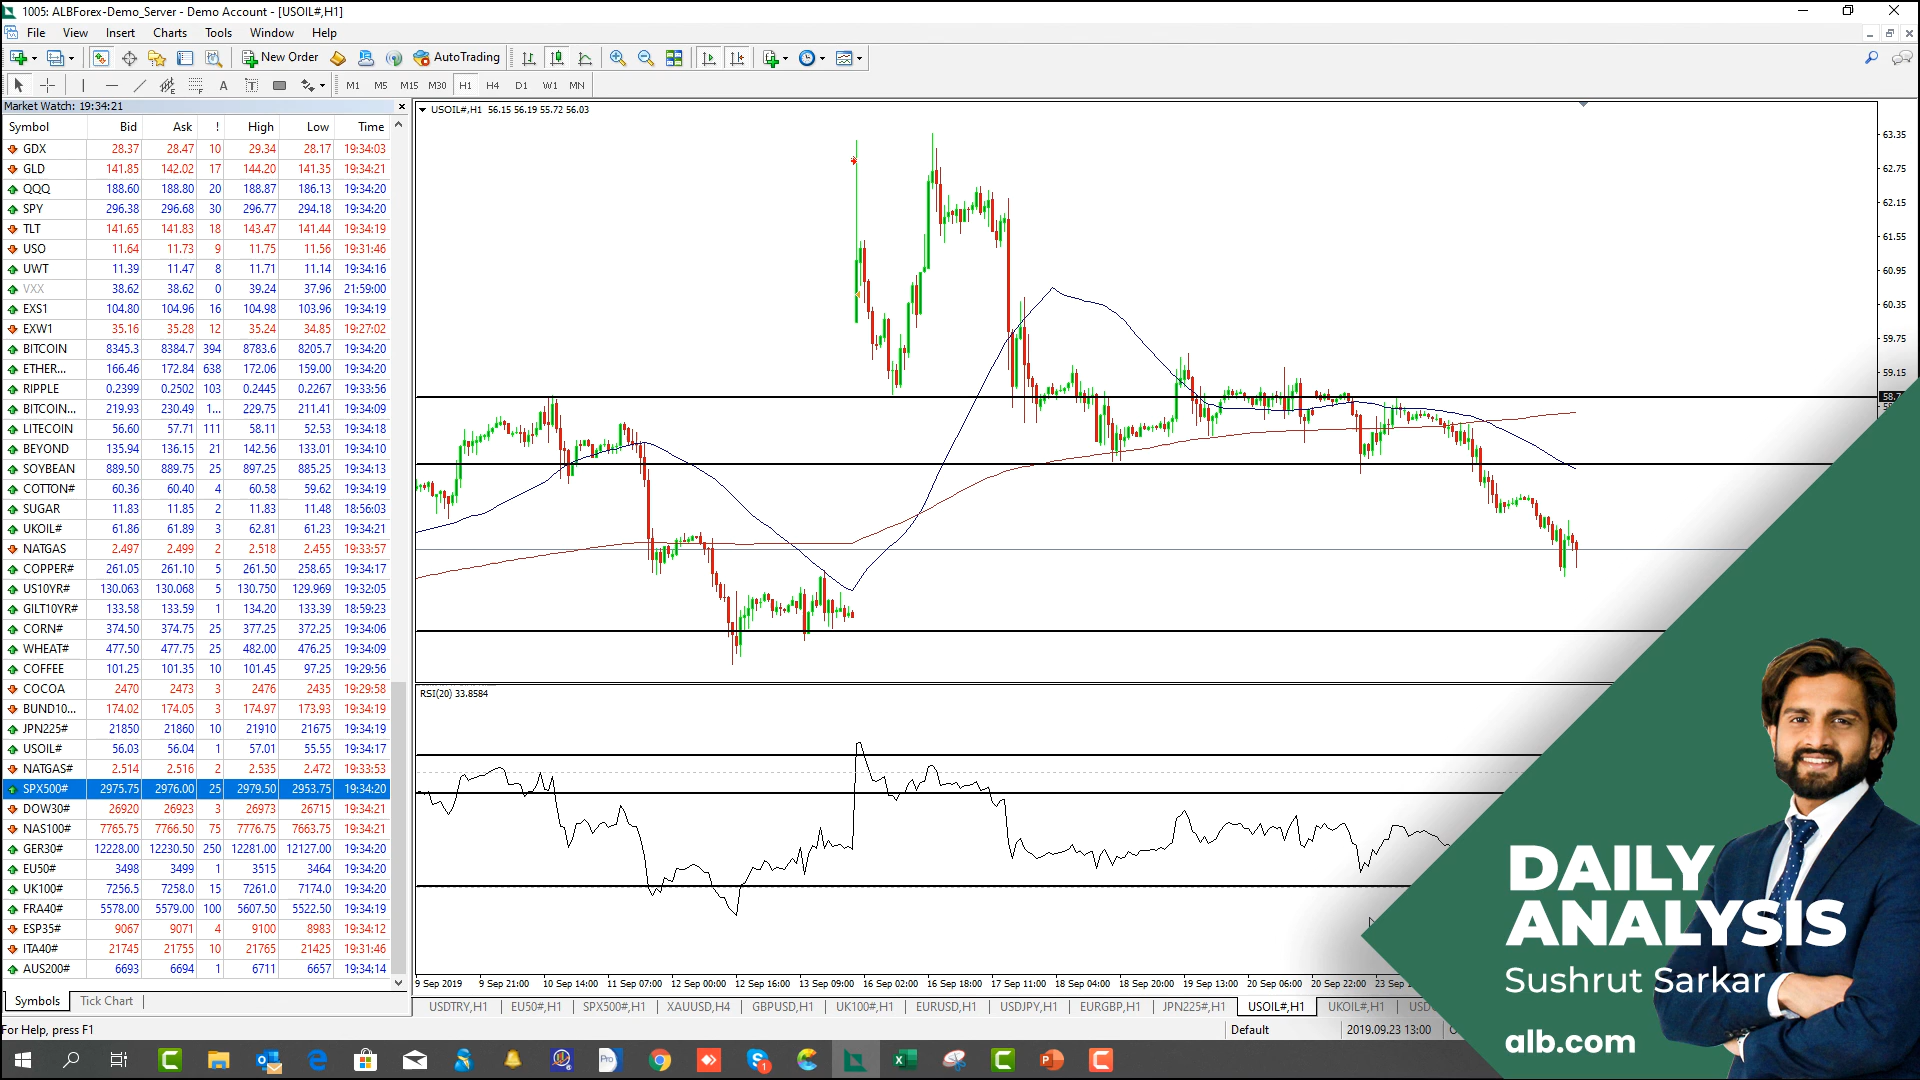 1005: ALBForex-Demo_Server - Demo Account - [USOIL#,H1]
File View Insert Charts Tools Window Help
New Order AutoTrading
A T M1 M5 M15 M30 H1 H4 D1 W1 MN
Market Watch: 19:34:21
Symbol Bid Ask ! High Low Time
GDX 28.37 28.47 10 29.34 28.17 19:34:03
GLD 141.85 142.02 17 144.20 141.35 19:34:21
QQQ 188.60 188.80 20 188.87 186.13 19:34:20
SPY 296.38 296.68 30 296.77 294.18 19:34:20
TLT 141.65 141.83 18 143.47 141.44 19:34:19
USO 11.64 11.73 9 11.75 11.56 19:31:46
UWT 11.39 11.47 8 11.71 11.14 19:34:16
VXX 38.62 38.62 0 39.24 37.96 21:59:00
EXS1 104.80 104.96 16 104.98 103.96 19:34:19
EXW1 35.16 35.28 12 35.24 34.85 19:27:02
BITCOIN 8345.3 8384.7 394 8783.6 8205.7 19:34:20
ETHER... 166.46 172.84 638 172.06 159.00 19:34:20
RIPPLE 0.2399 0.2502 103 0.2445 0.2267 19:33:56
BITCOIN... 219.93 230.49 1... 229.75 211.41 19:34:09
LITECOIN 56.60 57.71 111 58.11 52.53 19:34:18
BEYOND 135.94 136.15 21 142.56 133.01 19:34:10
SOYBEAN 889.50 889.75 25 897.25 885.25 19:34:13
COTTON# 60.36 60.40 4 60.58 59.62 19:34:19
SUGAR 11.83 11.85 2 11.83 11.48 18:56:03
UKOIL# 61.86 61.89 3 62.81 61.23 19:34:21
NATGAS 2.497 2.499 2 2.518 2.455 19:33:57
COPPER# 261.05 261.10 5 261.50 258.65 19:34:17
US10YR# 130.063 130.068 5 130.750 129.969 19:32:05
GILT10YR# 133.58 133.59 1 134.20 133.39 18:59:23
CORN# 374.50 374.75 25 377.25 372.25 19:34:06
WHEAT# 477.50 477.75 25 482.00 476.25 19:34:09
COFFEE 101.25 101.35 10 101.45 97.25 19:29:56
COCOA 2470 2473 3 2476 2435 19:29:58
BUND10... 174.02 174.05 3 174.97 173.93 19:34:19
JPN225# 21850 21860 10 21910 21675 19:34:19
USOIL# 56.03 56.04 1 57.01 55.55 19:34:17
NATGAS# 2.514 2.516 2 2.535 2.472 19:33:53
SPX500# 2975.75 2976.00 25 2979.50 2953.75 19:34:20
DOW30# 26920 26923 3 26973 26715 19:34:21
NAS100# 7765.75 7766.50 75 7776.75 7663.75 19:34:21
GER30# 12228.00 12230.50 250 12281.00 12127.00 19:34:20
EU50# 3498 3499 1 3515 3464 19:34:20
UK100# 7256.5 7258.0 15 7261.0 7174.0 19:34:20
FRA40# 5578.00 5579.00 100 5607.50 5522.50 19:34:19
ESP35# 9067 9071 4 9100 8983 19:34:12
ITA40# 21745 21755 10 21765 21425 19:31:46
AUS200# 6693 6694 1 6711 6657 19:34:14
Symbols Tick Chart
USOIL#,H1 56.15 56.19 55.72 56.03
63.35
62.75
62.15
61.55
60.95
60.35
59.75
59.15
RSI(20) 33.8584
9 Sep 2019 9 Sep 21:00 10 Sep 14:00 11 Sep 07:00 12 Sep 00:00 12 Sep 16:00 13 Sep 09:00 16 Sep 02:00 16 Sep 18:00 17 Sep 11:00 18 Sep 04:00 18 Sep 20:00 19 Sep 13:00 20 Sep 06:00 20 Sep 22:00 23 Sep
USDTRY,H1 EU50#,H1 SPX500#,H1 XAUUSD,H4 GBPUSD,H1 UK100#,H1 EURUSD,H1 USDJPY,H1 EURGBP,H1 JPN225#,H1 USOIL#,H1 UKOIL#,H1
For Help, press F1 Default 2019.09.23 13:00
DAILY
ANALYSIS
Sushrut Sarkar
alb.com